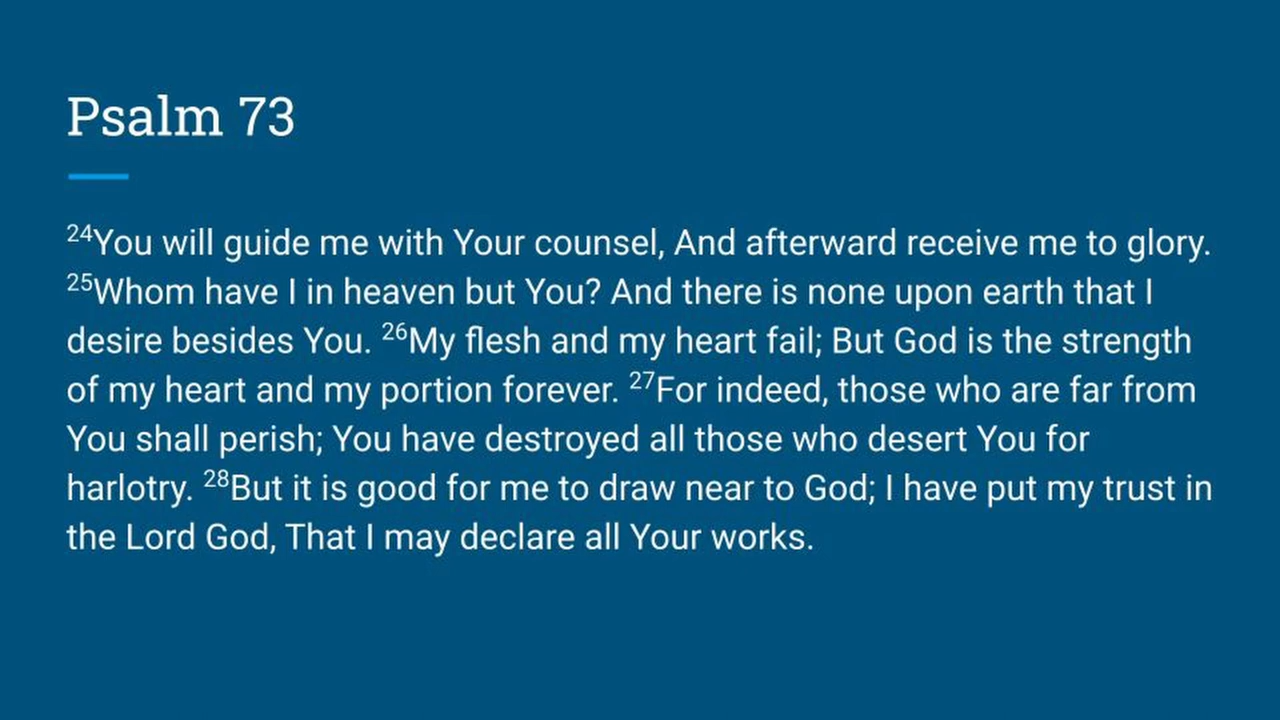 Psalm 73
24You will guide me with Your counsel, And afterward receive me to glory.
25Whom have I in heaven but You? And there is none upon earth that I
desire besides You. 26My flesh and my heart fail; But God is the strength
of my heart and my portion forever. 27For indeed, those who are far from
You shall perish; You have destroyed all those who desert You for
harlotry. 28But it is good for me to draw near to God; I have put my trust in
the Lord God, That I may declare all Your works.